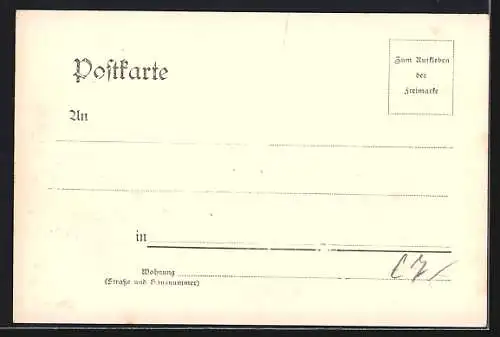 Postkarte
Zum Aufkleben
der
Freimarke
An
in
Wohnung
(Straße und Hausnummer)